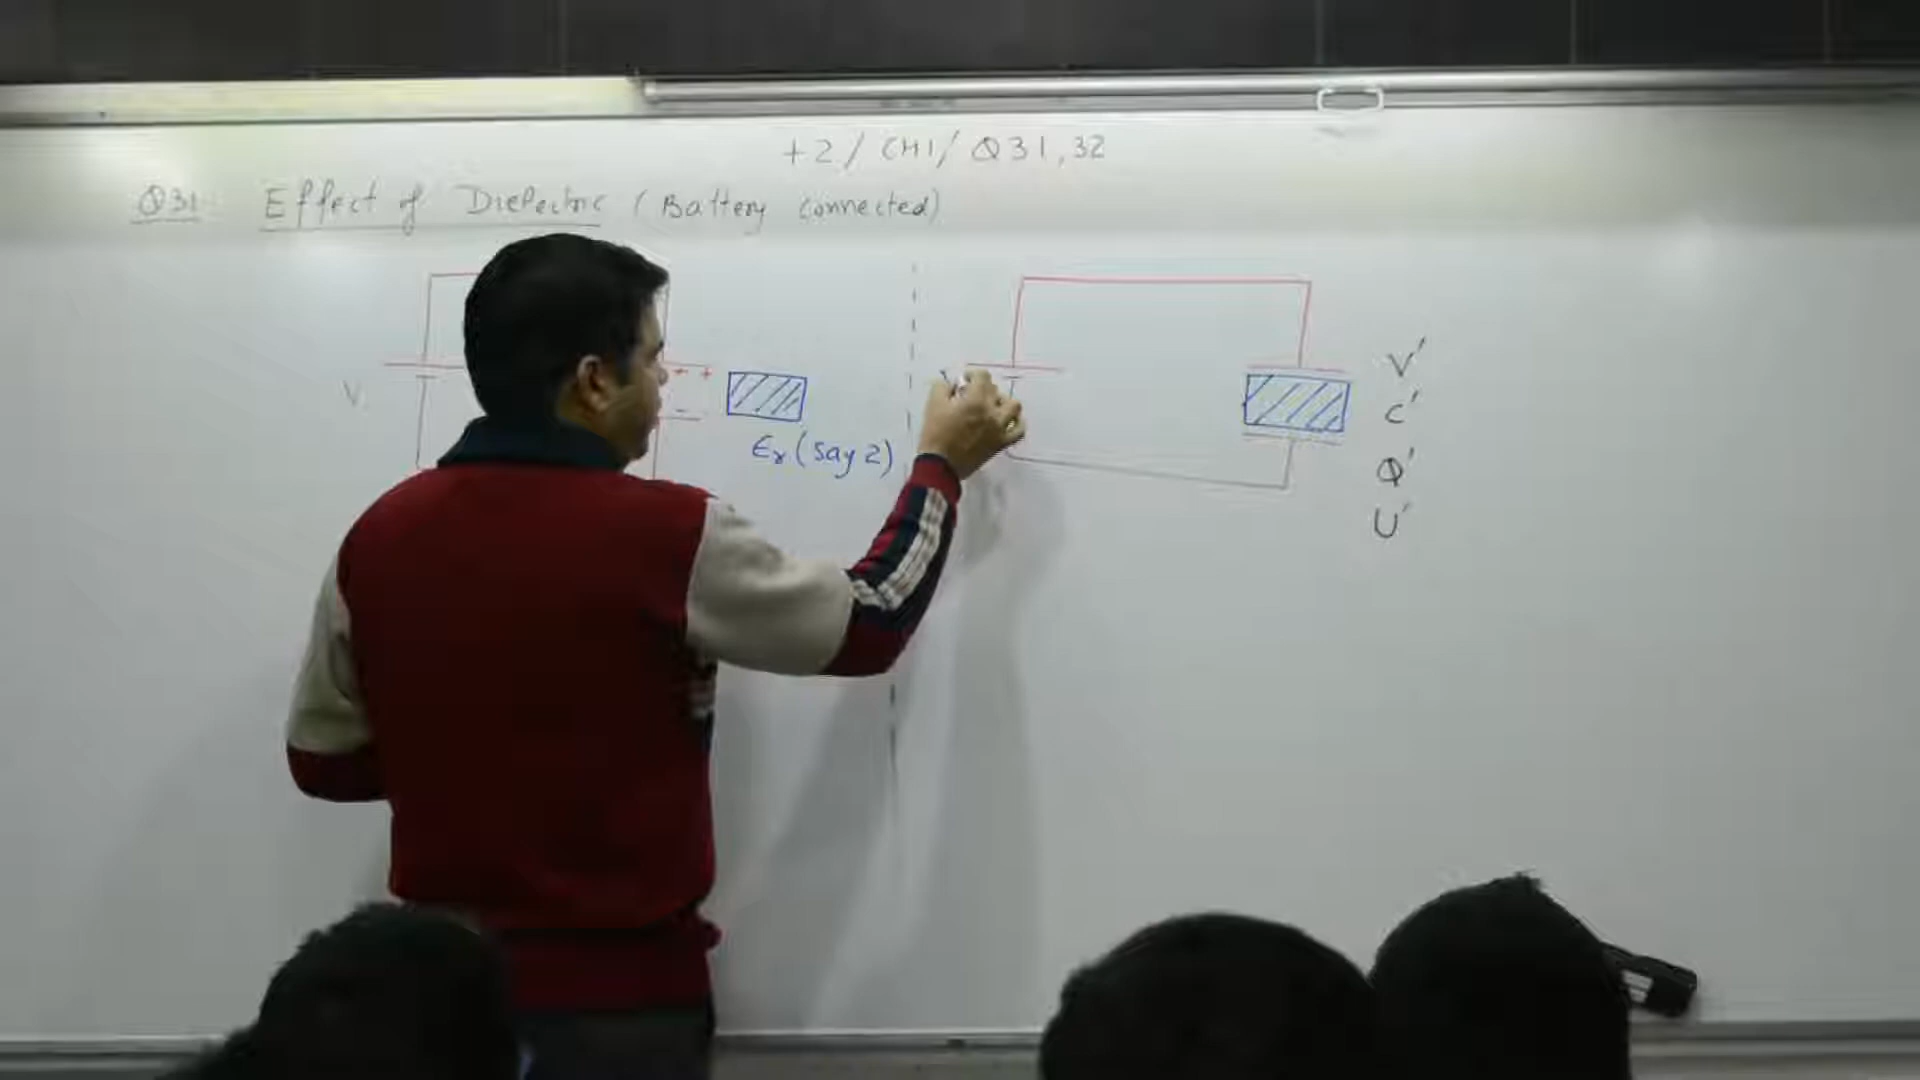 +2 / CH1 / Q31,32
Q31 Effect of Dielectric (Battery connected)
V
+ +
-
Er (say 2)
V
V'
C'
Q'
U'